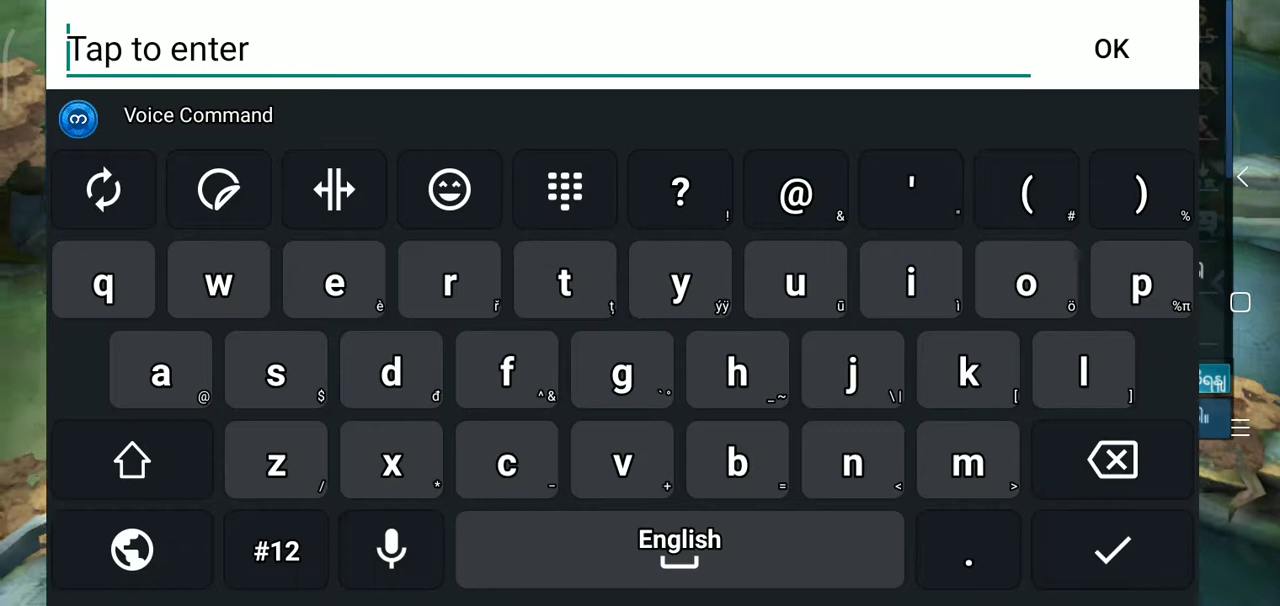 Tap to enter OK
Voice Command
? ! @ & ' " ( # ) %
q w e è r ř t ț y ýÿ u ū i ì o ö p %π
a @ s $ d đ f ^& g `° h _~ j \| k [ l ]
z / x * c - v + b = n < m >
#12 English .